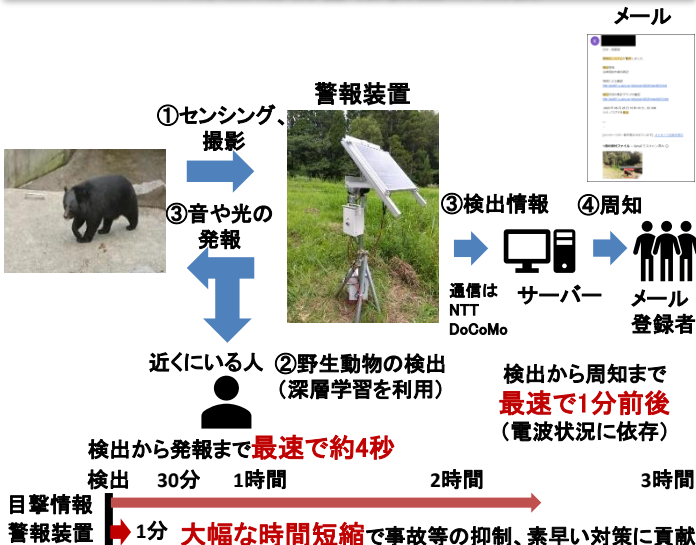 メール
警報装置
①センシング、
撮影
③音や光の
発報
③検出情報
④周知
通信は
NTT
DoCoMo
サーバー
メール
登録者
近くにいる人
②野生動物の検出
(深層学習を利用)
検出から周知まで
最速で1分前後
(電波状況に依存)
検出から発報まで最速で約4秒
検出 30分 1時間 2時間 3時間
目撃情報
警報装置 1分 大幅な時間短縮で事故等の抑制、素早い対策に貢献